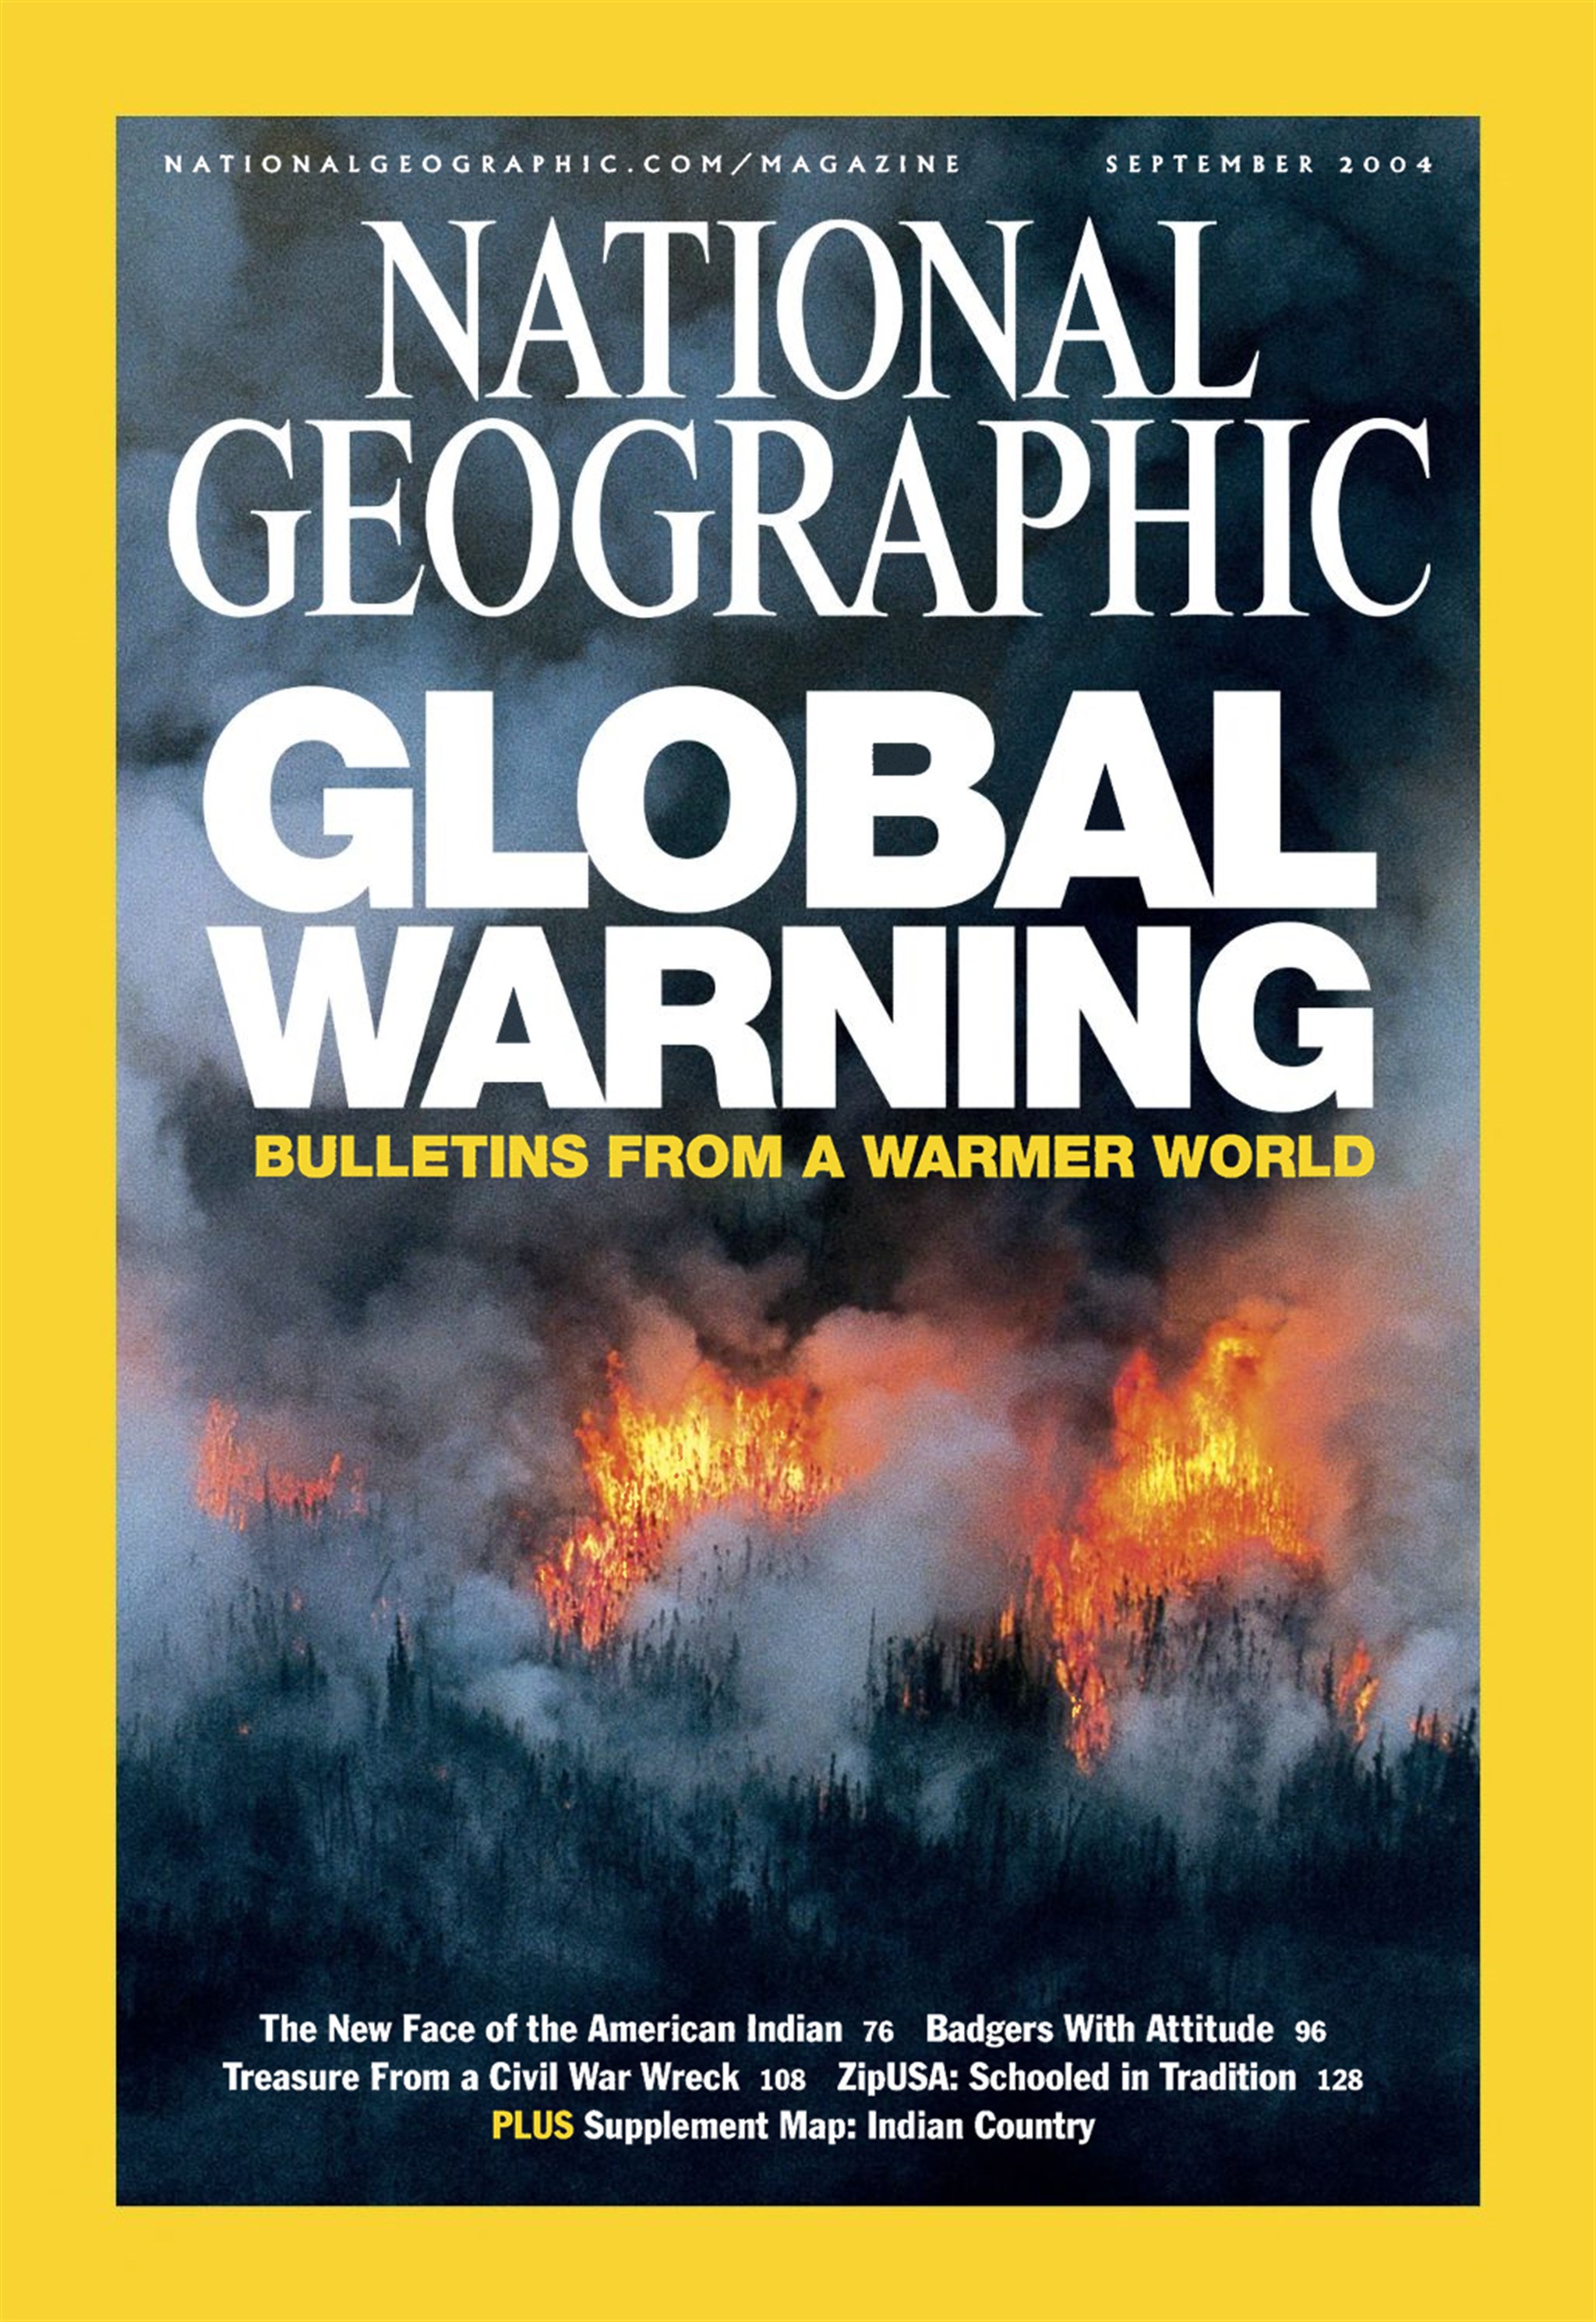 NATIONALGEOGRAPHIC.COM/MAGAZINE SEPTEMBER 2004
NATIONAL
GEOGRAPHIC
GLOBAL
WARNING
BULLETINS FROM A WARMER WORLD
The New Face of the American Indian 76 Badgers With Attitude 96
Treasure From a Civil War Wreck 108 ZipUSA: Schooled in Tradition 128
PLUS Supplement Map: Indian Country